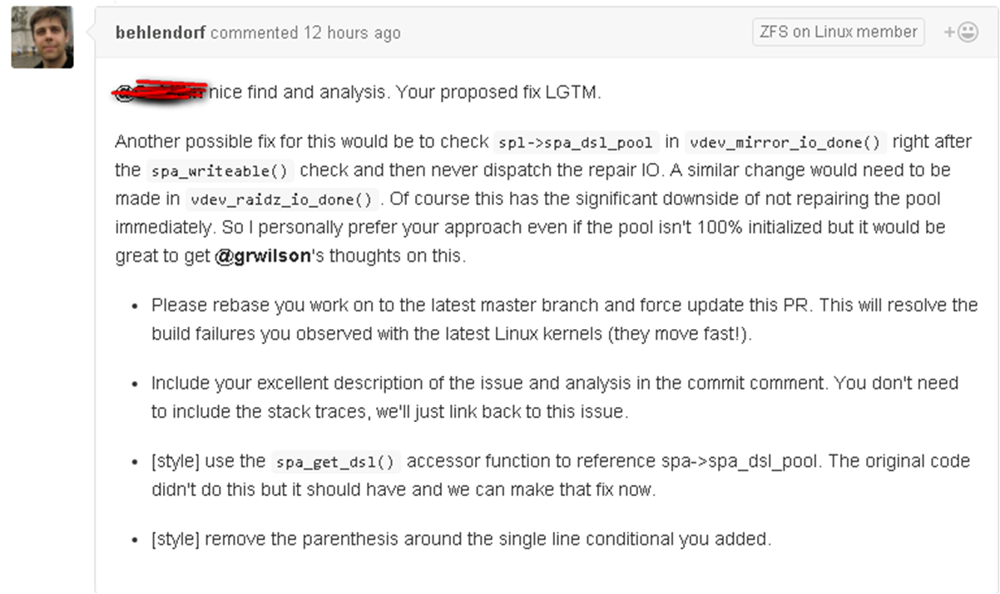 behlendorf commented 12 hours ago
ZFS on Linux member
+
@ nice find and analysis. Your proposed fix LGTM.
Another possible fix for this would be to check spl->spa_dsl_pool in vdev_mirror_io_done() right after
the spa_writeable() check and then never dispatch the repair IO. A similar change would need to be
made in vdev_raidz_io_done(). Of course this has the significant downside of not repairing the pool
immediately. So I personally prefer your approach even if the pool isn't 100% initialized but it would be
great to get @grwilson's thoughts on this.
• Please rebase you work on to the latest master branch and force update this PR. This will resolve the
build failures you observed with the latest Linux kernels (they move fast!).
• Include your excellent description of the issue and analysis in the commit comment. You don't need
to include the stack traces, we'll just link back to this issue.
• [style] use the spa_get_dsl() accessor function to reference spa->spa_dsl_pool. The original code
didn't do this but it should have and we can make that fix now.
• [style] remove the parenthesis around the single line conditional you added.